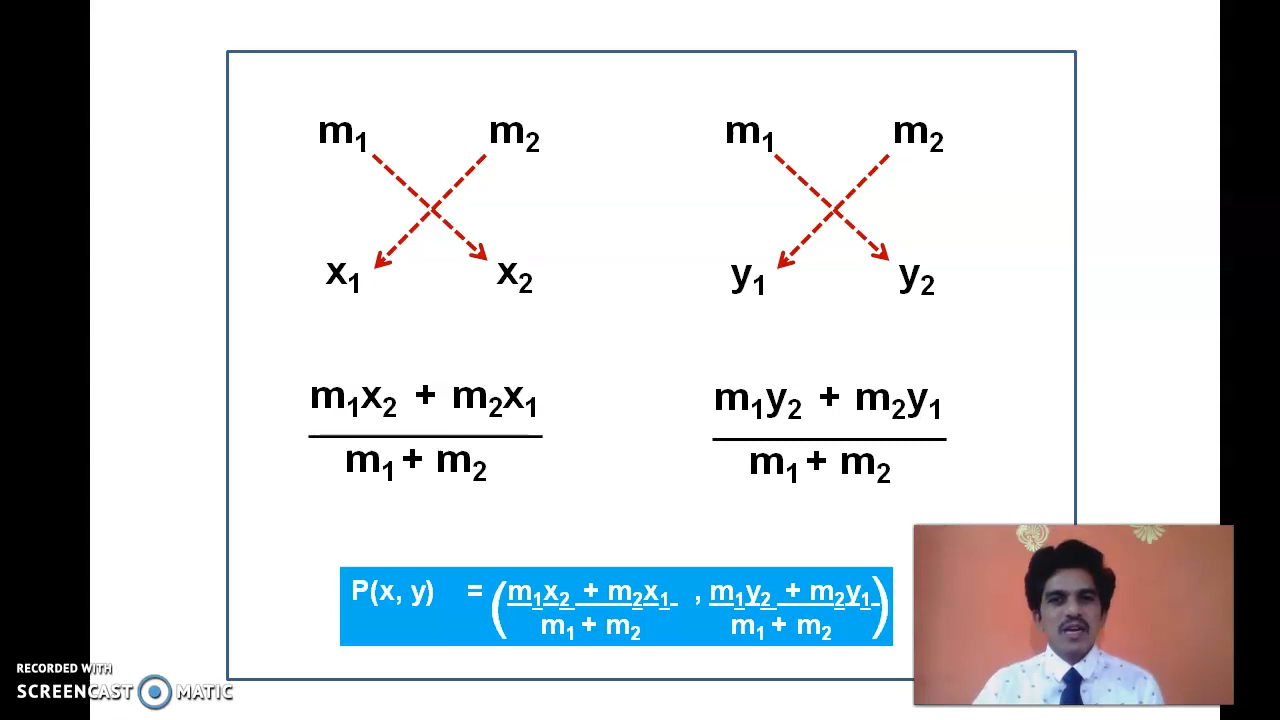 m₁ m₂ m₁ m₂
x₁ x₂ y₁ y₂
m₁x₂ + m₂x₁ m₁y₂ + m₂y₁
m₁ + m₂ m₁ + m₂
P(x, y) = (m₁x₂ + m₂x₁ , m₁y₂ + m₂y₁)
m₁ + m₂ m₁ + m₂
RECORDED WITH
SCREENCAST MATIC